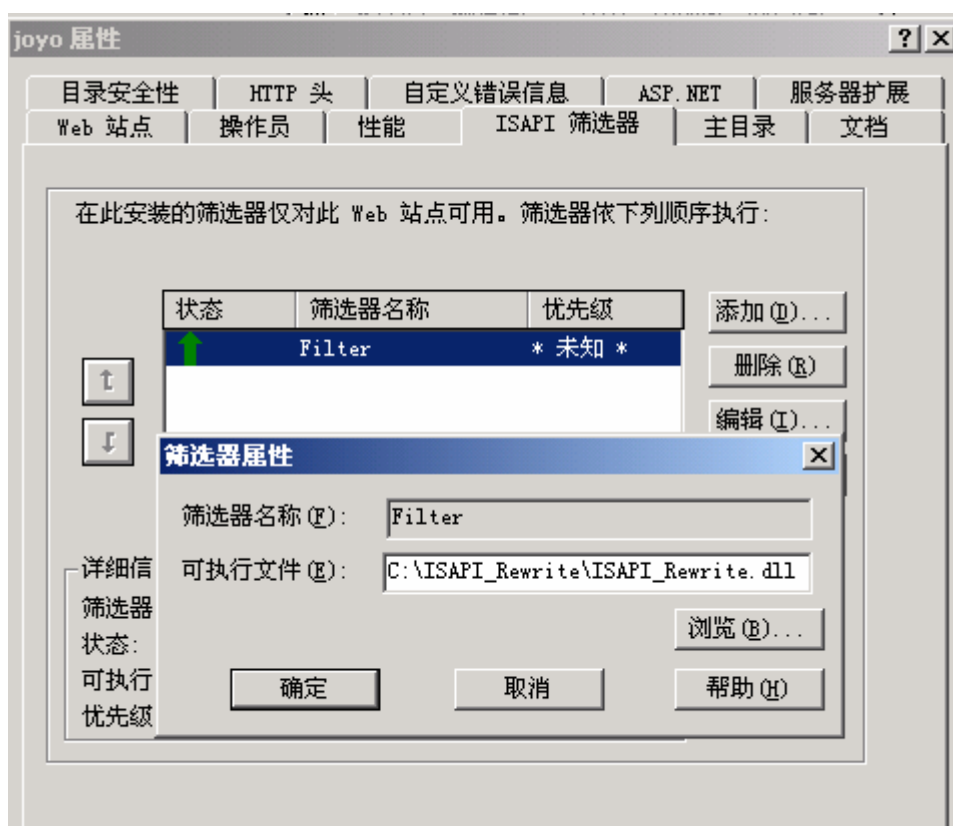 joyo 属性
目录安全性 HTTP 头 自定义错误信息 ASP.NET 服务器扩展
Web 站点 操作员 性能 ISAPI 筛选器 主目录 文档
在此安装的筛选器仅对此 Web 站点可用。筛选器依下列顺序执行:
状态 筛选器名称 优先级 添加(D)...
Filter * 未知 *
删除(R)
编辑(I)...
筛选器属性
筛选器名称(F): Filter
详细信
可执行文件(E): C:\ISAPI_Rewrite\ISAPI_Rewrite.dll
筛选器
浏览(B)...
状态:
可执行
确定 取消 帮助(H)
优先级